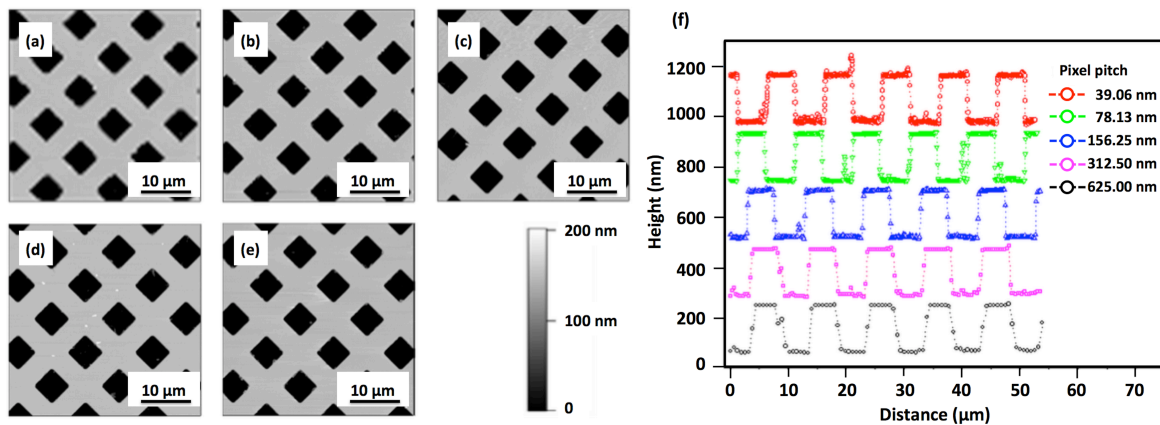 (a)
(b)
(c)
10 µm
10 µm
10 µm
(d)
(e)
10 µm
10 µm
200 nm
100 nm
0
(f)
Height (nm)
1200
1000
800
600
400
200
0
Pixel pitch
39.06 nm
78.13 nm
156.25 nm
312.50 nm
625.00 nm
0 10 20 30 40 50 60 70
Distance (µm)